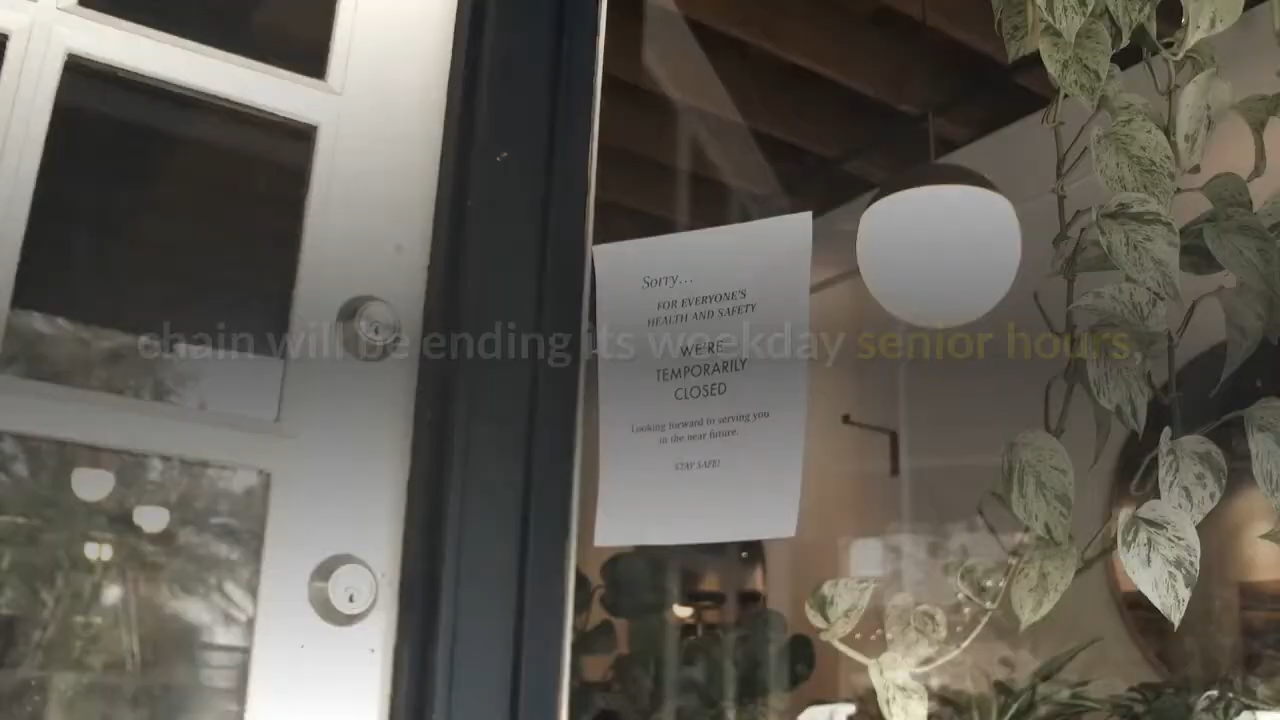 Sorry...
FOR EVERYONE'S
HEALTH AND SAFETY
WE'RE
TEMPORARILY
CLOSED
Looking forward to serving you
in the near future.
STAY SAFE!
chain will be ending its weekday senior hours.